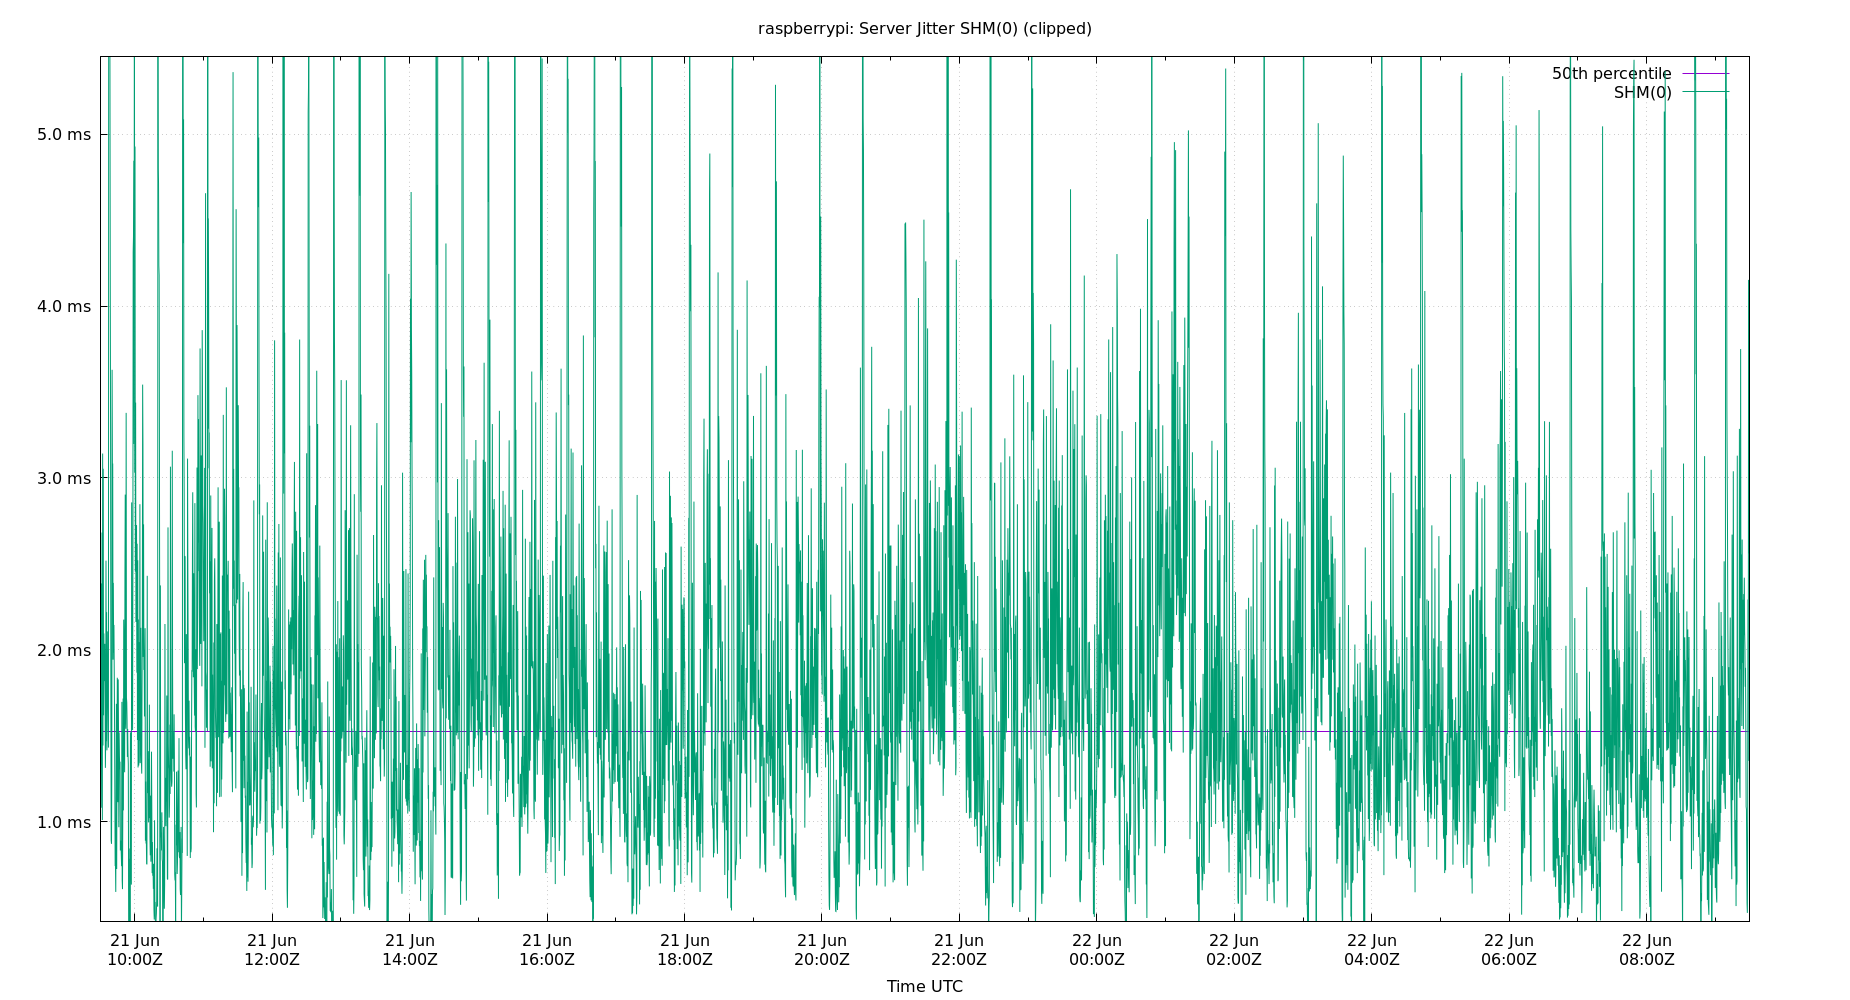 raspberrypi: Server Jitter SHM(0) (clipped)
50th percentile
SHM(0)
5.0 ms
4.0 ms
3.0 ms
2.0 ms
1.0 ms
21 Jun 21 Jun 21 Jun 21 Jun 21 Jun 21 Jun 21 Jun 22 Jun 22 Jun 22 Jun 22 Jun 22 Jun
10:00Z 12:00Z 14:00Z 16:00Z 18:00Z 20:00Z 22:00Z 00:00Z 02:00Z 04:00Z 06:00Z 08:00Z
Time UTC